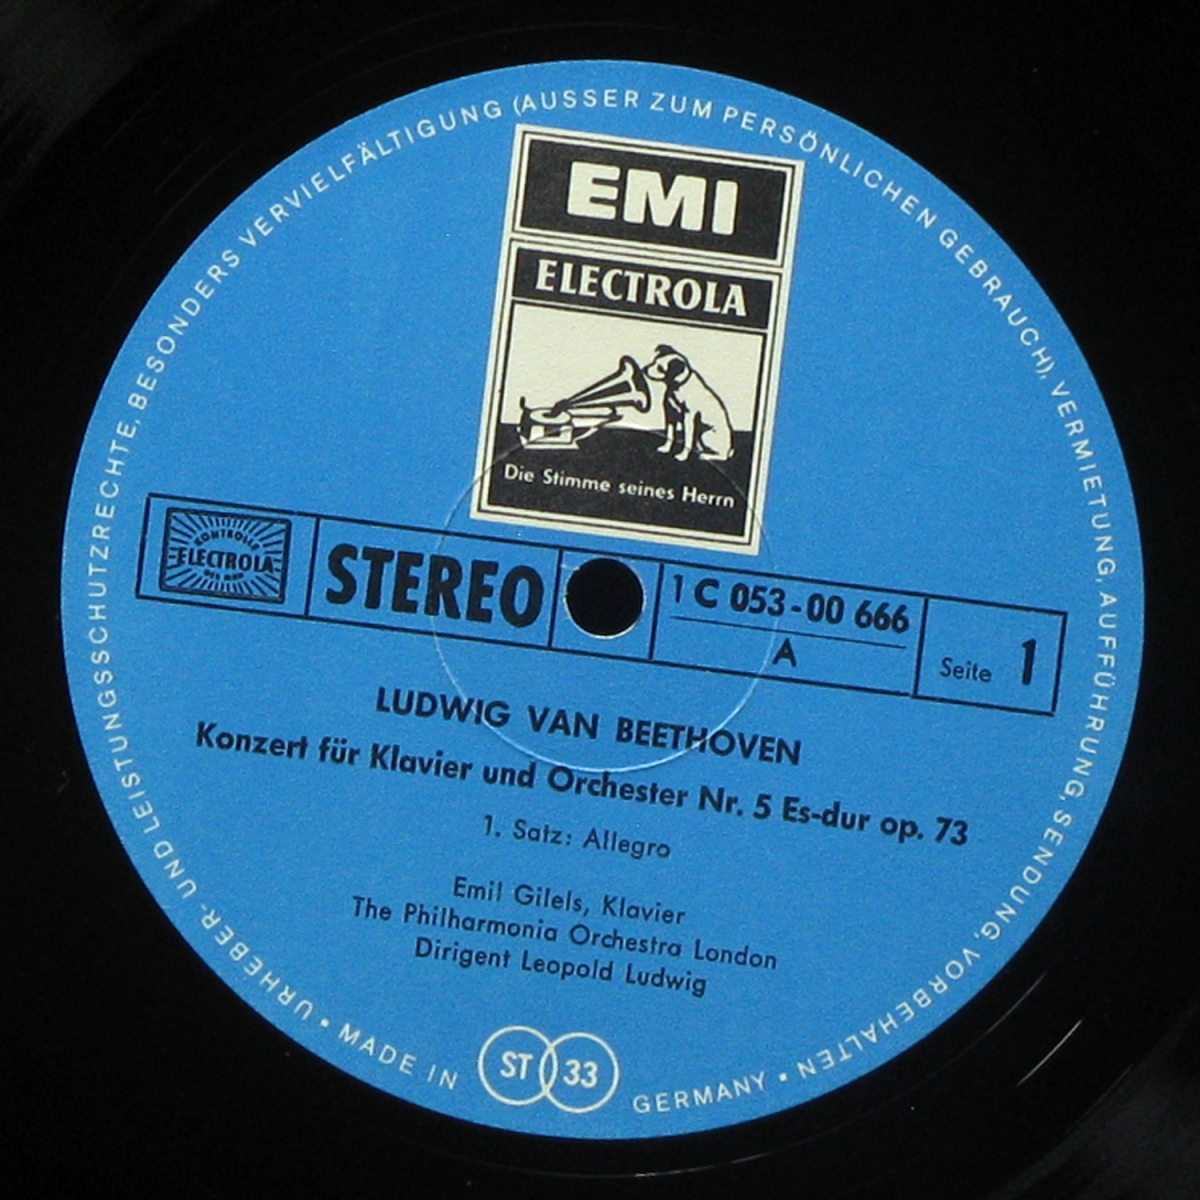 URHEBER- UND LEISTUNGSSCHUTZRECHTE, BESONDERS VERVIELFÄLTIGUNG (AUSSER ZUM PERSÖNLICHEN GEBRAUCH), VERMIETUNG, AUFFÜHRUNG, SENDUNG, VORBEHALTEN
EMI
ELECTROLA
Die Stimme seines Herrn
KONTROLLE
ELECTROLA
STEREO
1 C 053-00 666
A
Seite 1
LUDWIG VAN BEETHOVEN
Konzert für Klavier und Orchester Nr. 5 Es-dur op. 73
1. Satz: Allegro
Emil Gilels, Klavier
The Philharmonia Orchestra London
Dirigent Leopold Ludwig
• MADE IN
ST 33
GERMANY •